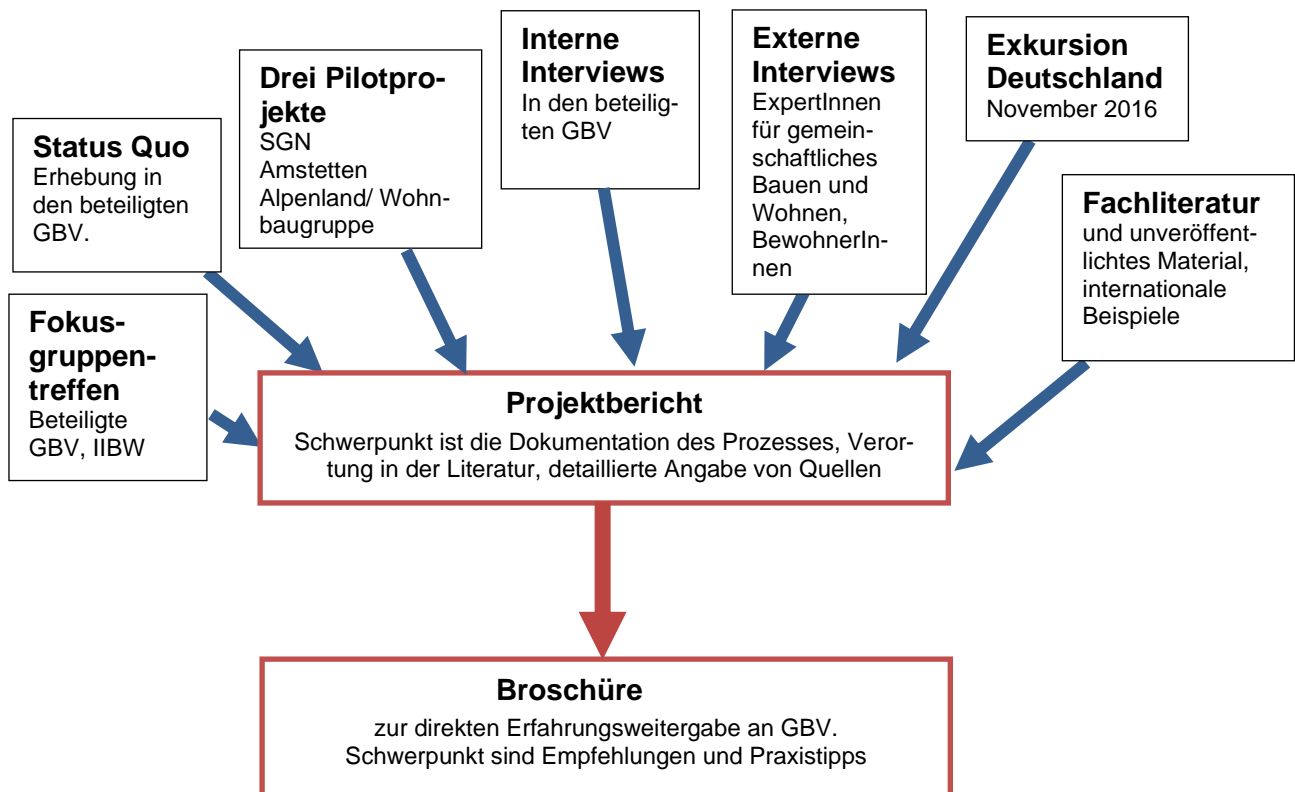 Status Quo
Erhebung in
den beteiligten
GBV.
Fokus-
gruppen-
treffen
Beteiligte
GBV, IIBW
Drei Pilotpro-
jekte
SGN
Amstetten
Alpenland/ Wohn-
baugruppe
Interne
Interviews
In den beteilig-
ten GBV
Externe
Interviews
ExpertInnen
für gemein-
schaftliches
Bauen und
Wohnen,
BewohnerIn-
nen
Exkursion
Deutschland
November 2016
Fachliteratur
und unveröffent-
lichtes Material,
internationale
Beispiele
Projektbericht
Schwerpunkt ist die Dokumentation des Prozesses, Veror-
tung in der Literatur, detaillierte Angabe von Quellen
Broschüre
zur direkten Erfahrungsweitergabe an GBV.
Schwerpunkt sind Empfehlungen und Praxistipps